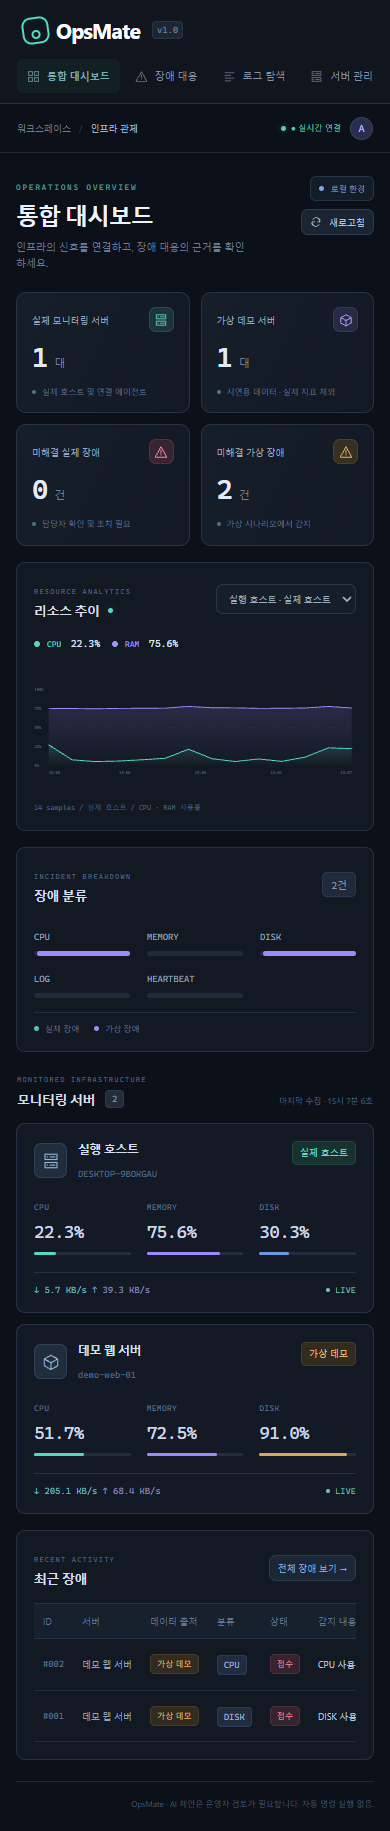 OpsMate v1.0
통합 대시보드 장애 대응 로그 탐색 서버 관리
워크스페이스 / 인프라 관제 ● 실시간 연결 A
OPERATIONS OVERVIEW 로컬 환경
통합 대시보드 새로고침
인프라의 신호를 연결하고, 장애 대응의 근거를 확인
하세요.
실제 모니터링 서버
1 대
실제 호스트 및 연결 에이전트
가상 데모 서버
1 대
시연용 데이터 · 실제 지표 제외
미해결 실제 장애
0 건
담당자 확인 및 조치 필요
미해결 가상 장애
2 건
가상 시나리오에서 감지
RESOURCE ANALYTICS
리소스 추이 실행 호스트 · 실제 호스트
CPU 22.3% RAM 75.6%
100%
75%
50%
25%
0%
14 samples / 실제 호스트 / CPU · RAM 사용률
INCIDENT BREAKDOWN
장애 분류 2건
CPU MEMORY DISK
LOG HEARTBEAT
실제 장애 가상 장애
MONITORED INFRASTRUCTURE
모니터링 서버 2 마지막 수집 · 15시 7분 6초
실행 호스트 실제 호스트
DESKTOP-98OKGAU
CPU MEMORY DISK
22.3% 75.6% 30.3%
↓ 5.7 KB/s ↑ 39.3 KB/s LIVE
데모 웹 서버 가상 데모
demo-web-01
CPU MEMORY DISK
51.7% 72.5% 91.0%
↓ 205.1 KB/s ↑ 68.4 KB/s LIVE
RECENT ACTIVITY
최근 장애 전체 장애 보기 →
ID 서버 데이터 출처 분류 상태 감지 내용
#002 데모 웹 서버 가상 데모 CPU 접수 CPU 사용
#001 데모 웹 서버 가상 데모 DISK 접수 DISK 사용
OpsMate · AI 제안은 운영자 검토가 필요합니다. 자동 명령 실행 없음.